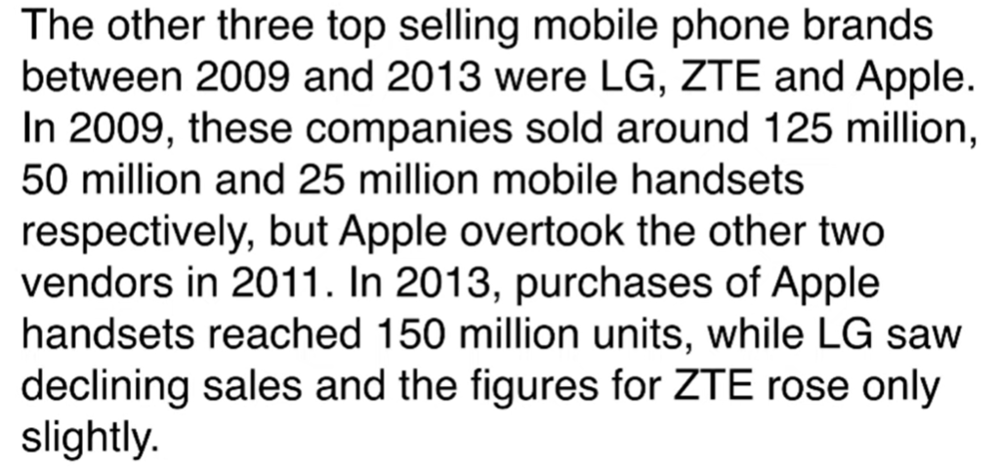 The other three top selling mobile phone brands
between 2009 and 2013 were LG, ZTE and Apple.
In 2009, these companies sold around 125 million,
50 million and 25 million mobile handsets
respectively, but Apple overtook the other two
vendors in 2011. In 2013, purchases of Apple
handsets reached 150 million units, while LG saw
declining sales and the figures for ZTE rose only
slightly.